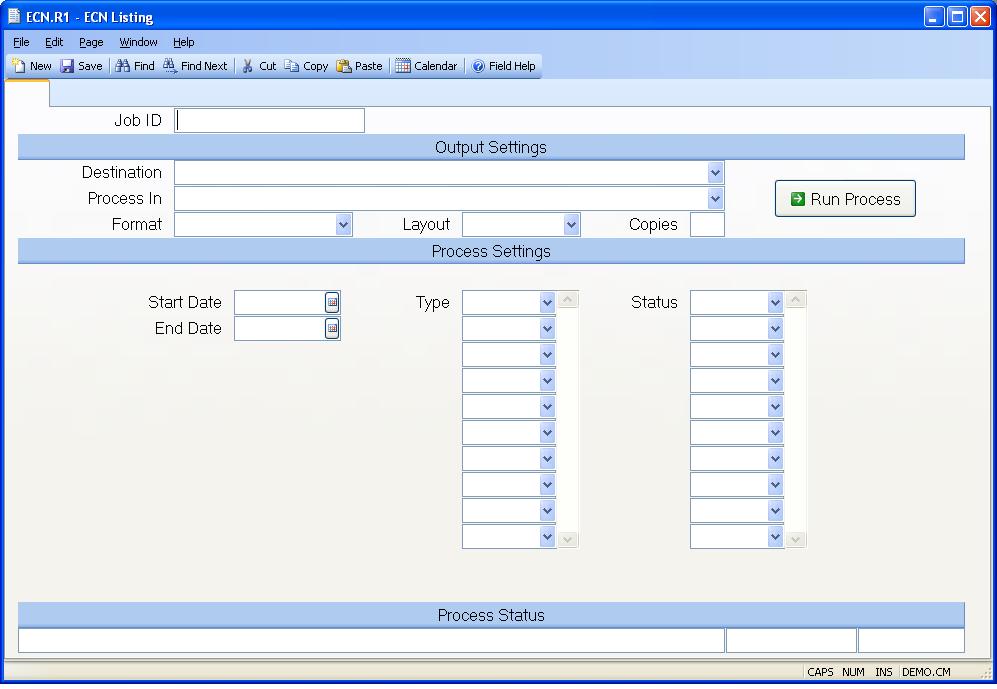 ECN.R1 - ECN Listing
File Edit Page Window Help
New Save Find Find Next Cut Copy Paste Calendar Field Help
Job ID
Output Settings
Destination
Process In
Run Process
Format Layout Copies
Process Settings
Start Date Type Status
End Date
Process Status
CAPS NUM INS DEMO.CM